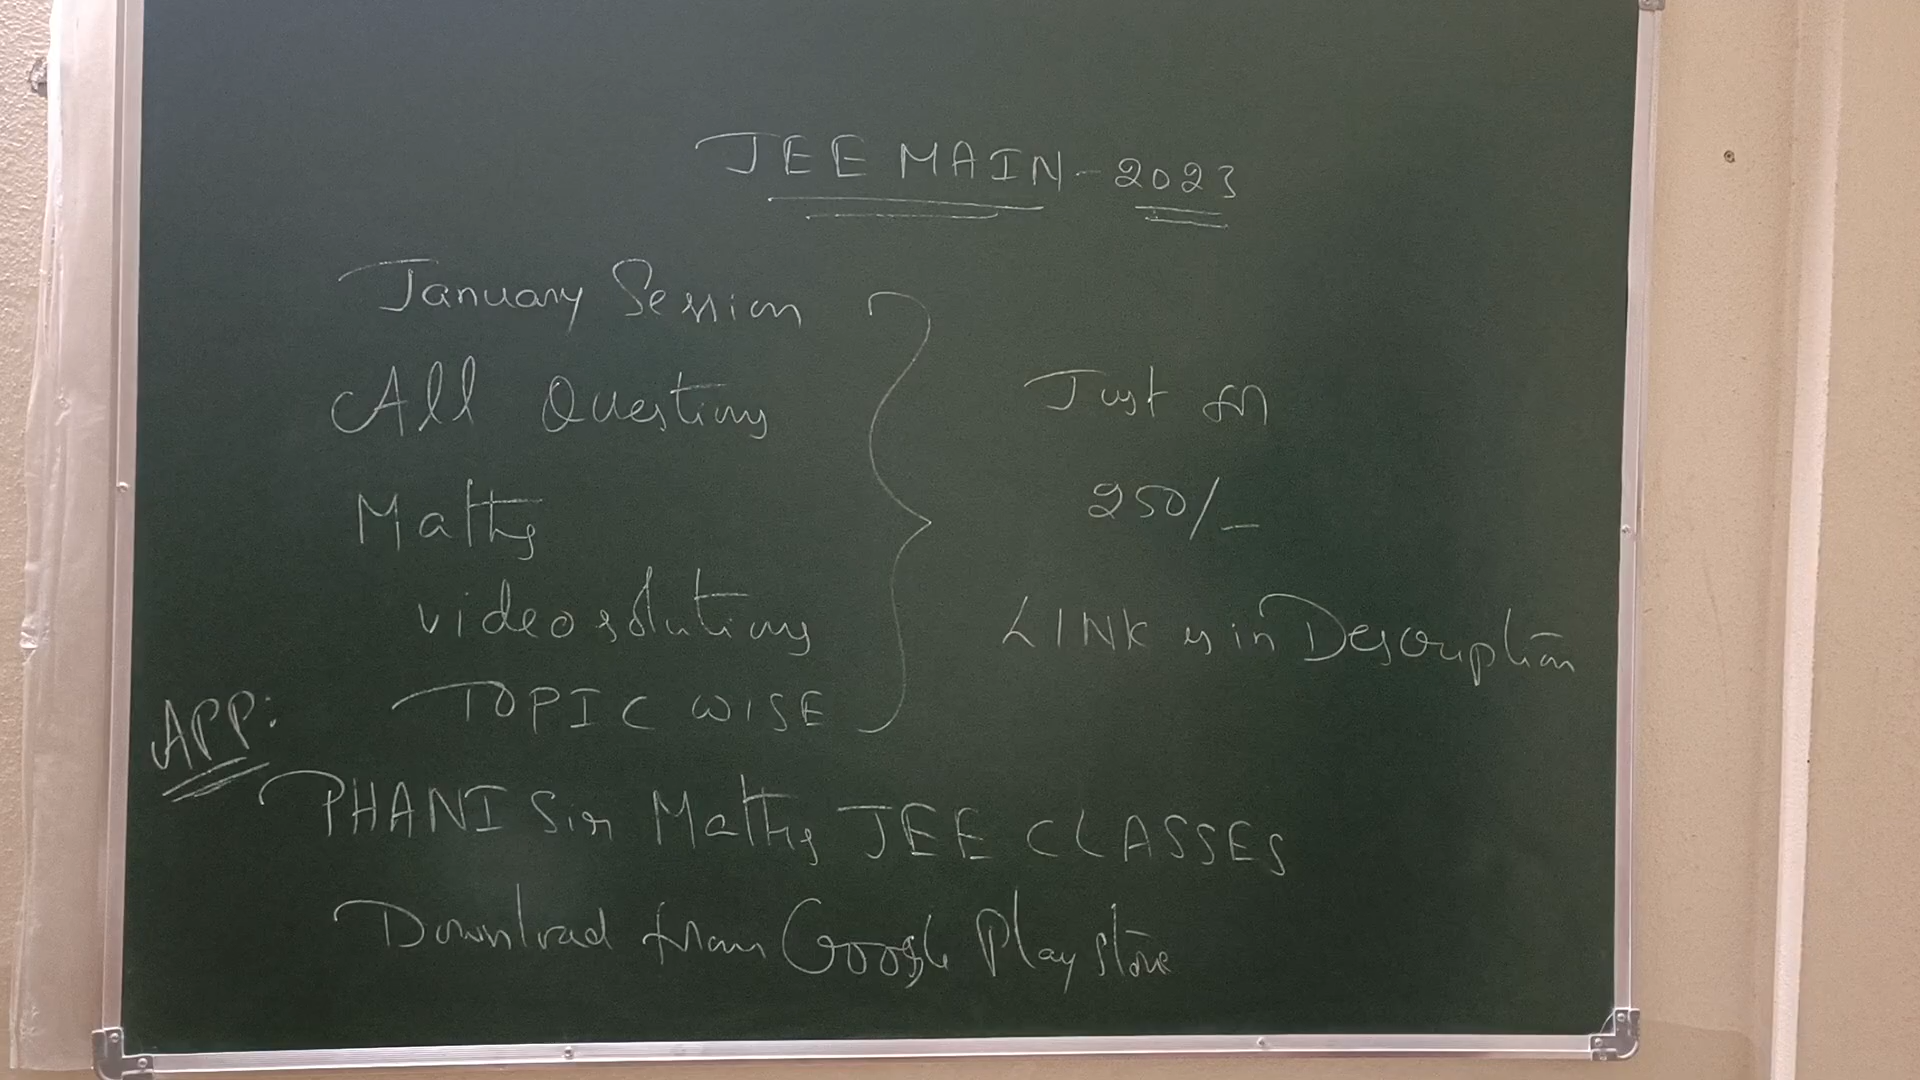 JEE MAIN - 2023
January Session
All Questions
Maths
video solutions
TOPIC WISE
Just for
250/-
LINK is in Description
APP:
PHANI Sir Maths JEE CLASSES
Download from Google Play store